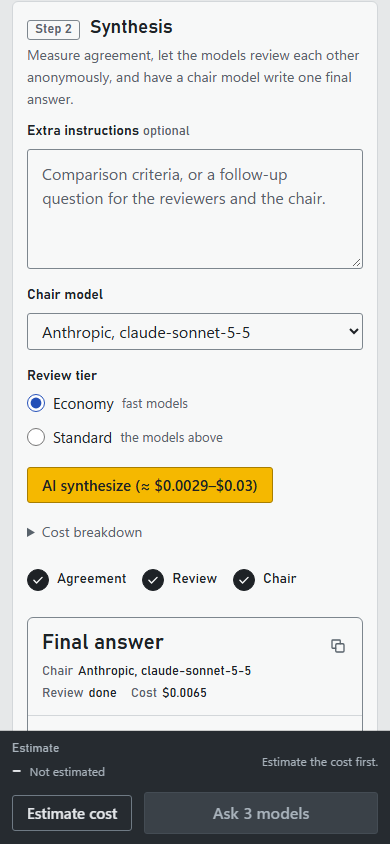 Step 2 Synthesis
Measure agreement, let the models review each other
anonymously, and have a chair model write one final
answer.
Extra instructions optional
Comparison criteria, or a follow-up
question for the reviewers and the chair.
Chair model
Anthropic, claude-sonnet-5-5
Review tier
Economy fast models
Standard the models above
AI synthesize (≈ $0.0029–$0.03)
Cost breakdown
Agreement Review Chair
Final answer
Chair Anthropic, claude-sonnet-5-5
Review done Cost $0.0065
Estimate
– Not estimated
Estimate the cost first.
Estimate cost
Ask 3 models